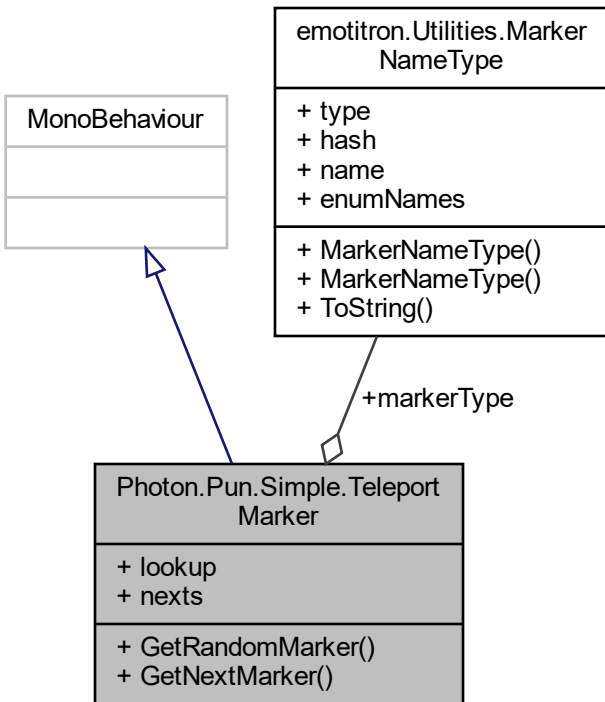 emotitron.Utilities.Marker
NameType
+ type
+ hash
+ name
+ enumNames
+ MarkerNameType()
+ MarkerNameType()
+ ToString()
MonoBehaviour
+markerType
Photon.Pun.Simple.Teleport
Marker
+ lookup
+ nexts
+ GetRandomMarker()
+ GetNextMarker()